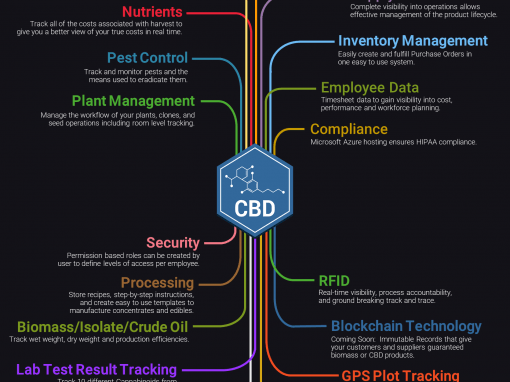 Nutrients
Track all of the costs associated with harvest to
give you a better view of your true costs in real time.
Pest Control
Track and monitor pests and the
means used to eradicate them.
Plant Management
Manage the workflow of your plants, clones, and
seed operations including room level tracking.
Complete visibility into operations allows
effective management of the product lifecycle.
Inventory Management
Easily create and fulfill Purchase Orders in
one easy to use system.
Employee Data
Timesheet data to gain visibility into cost,
performance and workforce planning.
Compliance
Microsoft Azure hosting ensures HIPAA compliance.
CBD
Security
Permission based roles can be created by
user to define levels of access per employee.
Processing
Store recipes, step-by-step instructions,
and create easy to use templates to
manufacture concentrates and edibles.
Biomass/Isolate/Crude Oil
Track wet weight, dry weight and production efficiencies.
Lab Test Result Tracking
Track 10 different Cannabinoids from
RFID
Real-time visibility, process accountability,
and ground breaking track and trace.
Blockchain Technology
Coming Soon: Immutable Records that give
your customers and suppliers guaranteed
biomass or CBD products.
GPS Plot Tracking